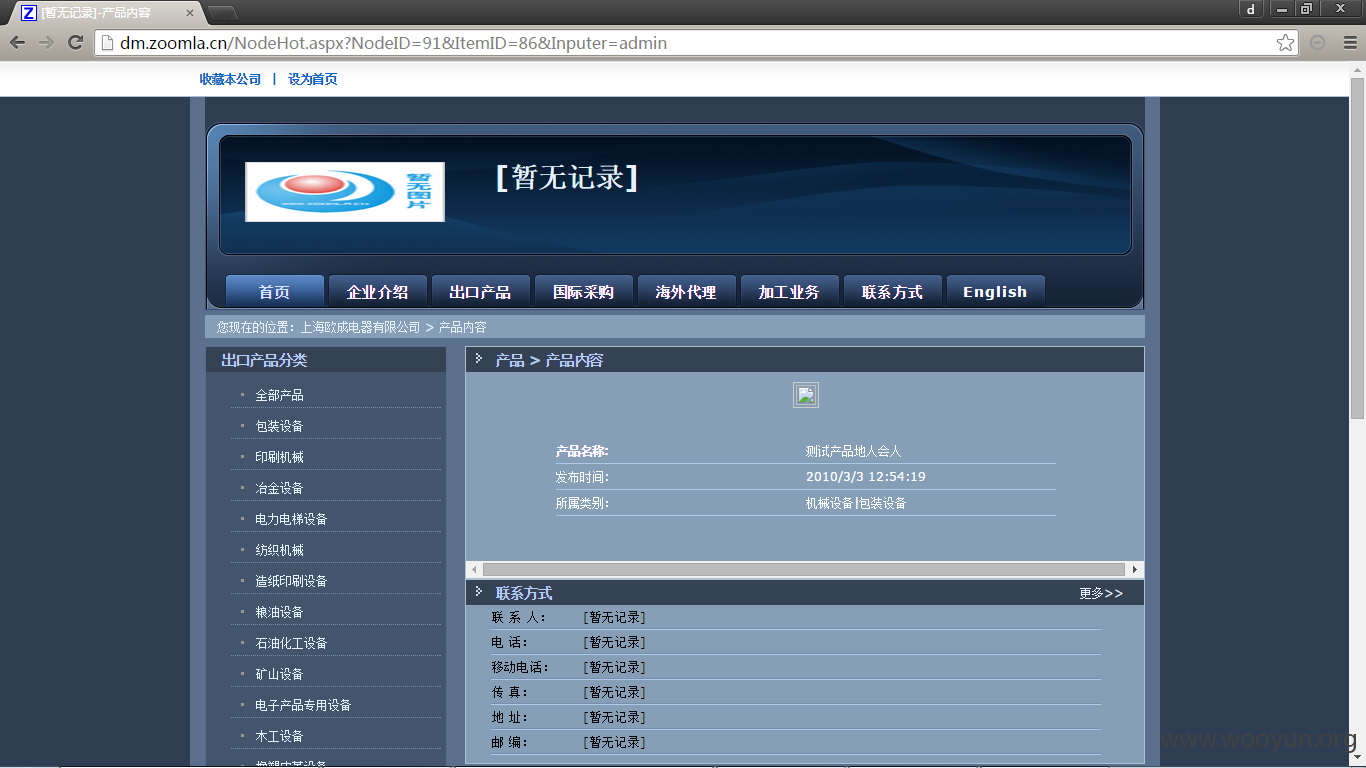 [暂无记录]-产品内容
dm.zoomla.cn/NodeHot.aspx?NodeID=91&ItemID=86&Inputer=admin
收藏本公司 | 设为首页
暂无图片
[暂无记录]
首页 企业介绍 出口产品 国际采购 海外代理 加工业务 联系方式 English
您现在的位置：上海欧成电器有限公司 > 产品内容
出口产品分类
全部产品
包装设备
印刷机械
冶金设备
电力电梯设备
纺织机械
造纸印刷设备
粮油设备
石油化工设备
矿山设备
电子产品专用设备
木工设备
产品 > 产品内容
产品名称: 测试产品地人会人
发布时间: 2010/3/3 12:54:19
所属类别: 机械设备|包装设备
联系方式 更多>>
联 系 人： [暂无记录]
电 话： [暂无记录]
移动电话： [暂无记录]
传 真： [暂无记录]
地 址： [暂无记录]
邮 编： [暂无记录]
www.wooyun.org